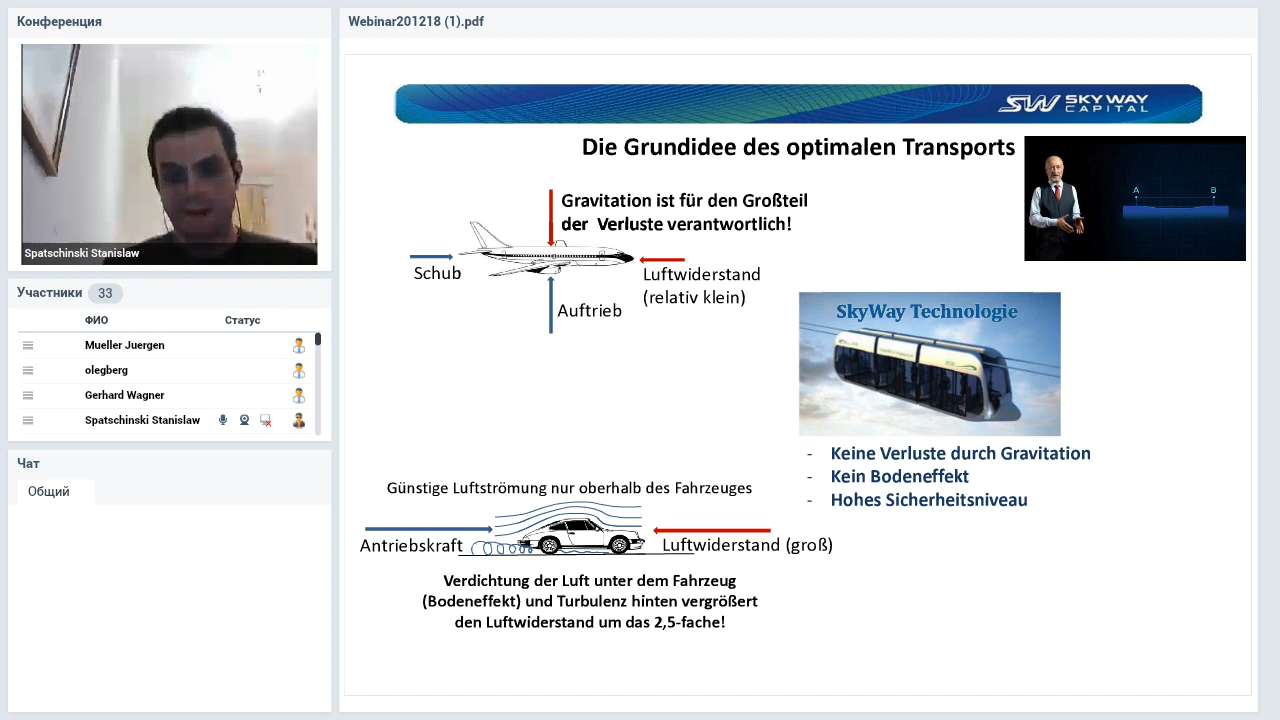 Конференция
Spatschinski Stanislaw
Участники 33
ФИО Статус
Mueller Juergen
olegberg
Gerhard Wagner
Spatschinski Stanislaw
Чат
Общий
Webinar201218 (1).pdf
SW SKY WAY
CAPITAL
Die Grundidee des optimalen Transports
A B
Gravitation ist für den Großteil
der Verluste verantwortlich!
Schub
Luftwiderstand
(relativ klein)
Auftrieb
SkyWay Technologie
- Keine Verluste durch Gravitation
- Kein Bodeneffekt
- Hohes Sicherheitsniveau
Günstige Luftströmung nur oberhalb des Fahrzeuges
Antriebskraft
Luftwiderstand (groß)
Verdichtung der Luft unter dem Fahrzeug
(Bodeneffekt) und Turbulenz hinten vergrößert
den Luftwiderstand um das 2,5-fache!